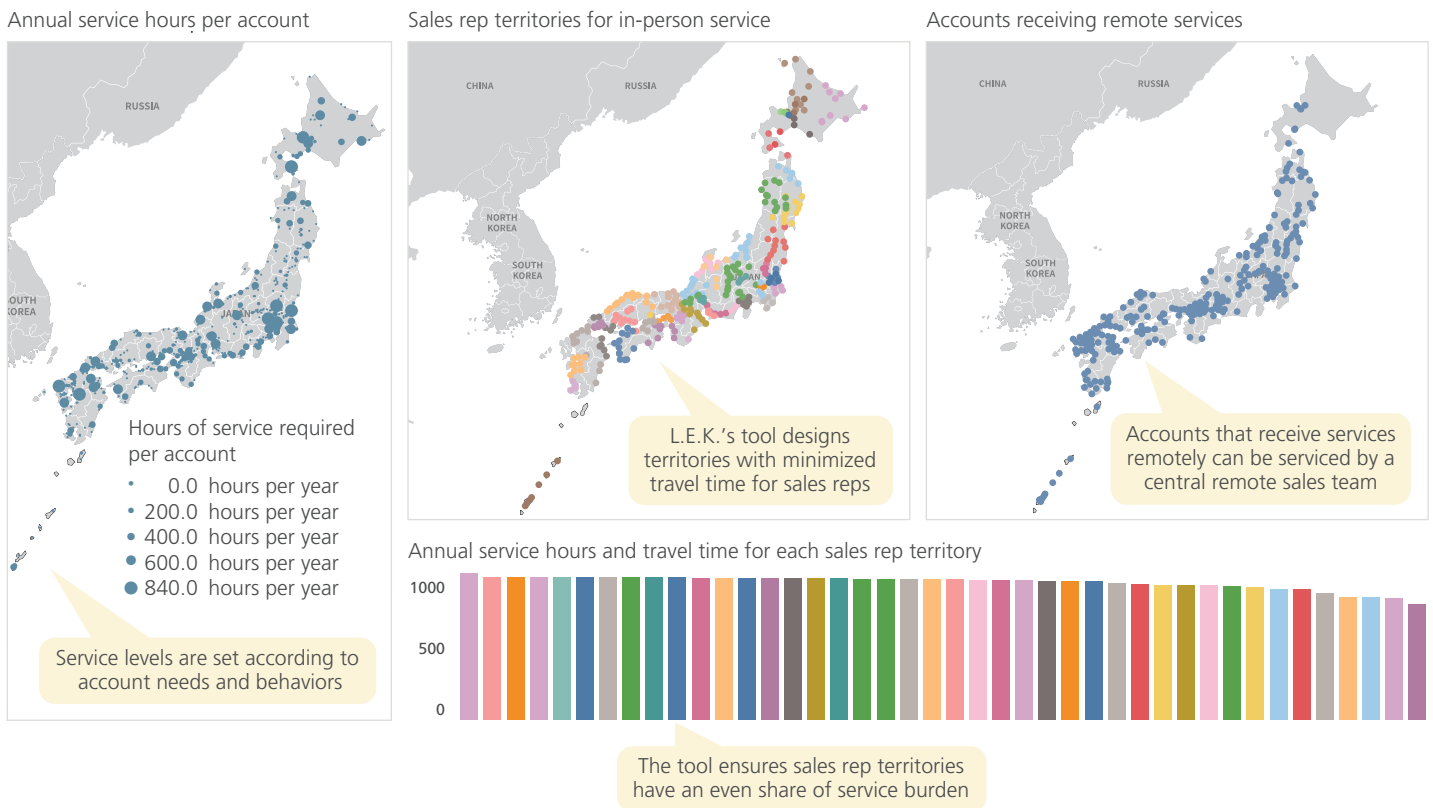 Annual service hours per account
RUSSIA
SOUTH
KOREA
JAPAN
Hours of service required
per account
0.0 hours per year
200.0 hours per year
400.0 hours per year
600.0 hours per year
840.0 hours per year
Service levels are set according to
account needs and behaviors
Sales rep territories for in-person service
CHINA
RUSSIA
NORTH
KOREA
SOUTH
KOREA
JAPAN
L.E.K.'s tool designs
territories with minimized
travel time for sales reps
Accounts receiving remote services
CHINA
RUSSIA
NORTH
KOREA
SOUTH
KOREA
Accounts that receive services
remotely can be serviced by a
central remote sales team
Annual service hours and travel time for each sales rep territory
1000
500
0
The tool ensures sales rep territories
have an even share of service burden